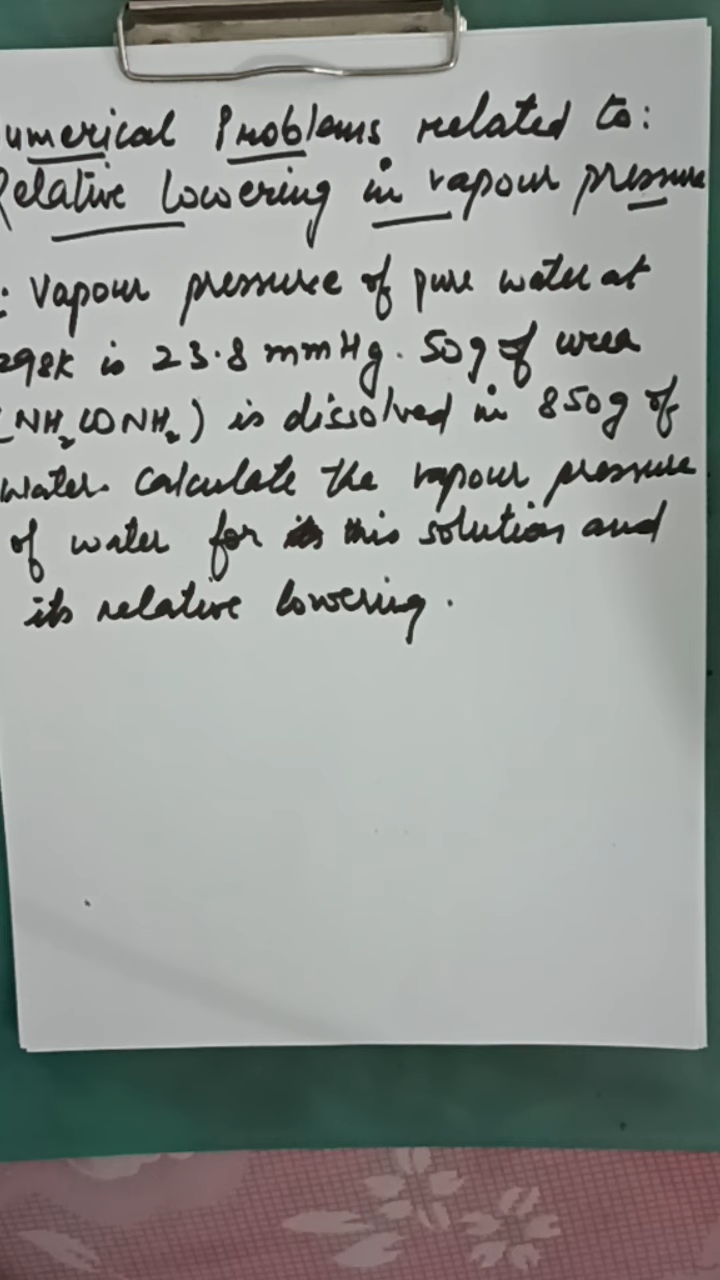 umerical Problems related to:
Relative lowering in vapour pressure
: Vapour pressure of pure water at
298K is 23.8 mmHg. 50g of urea
(NH₂CONH₂) is dissolved in 850g of
water. Calculate the vapour pressure
of water for this solution and
its relative lowering.